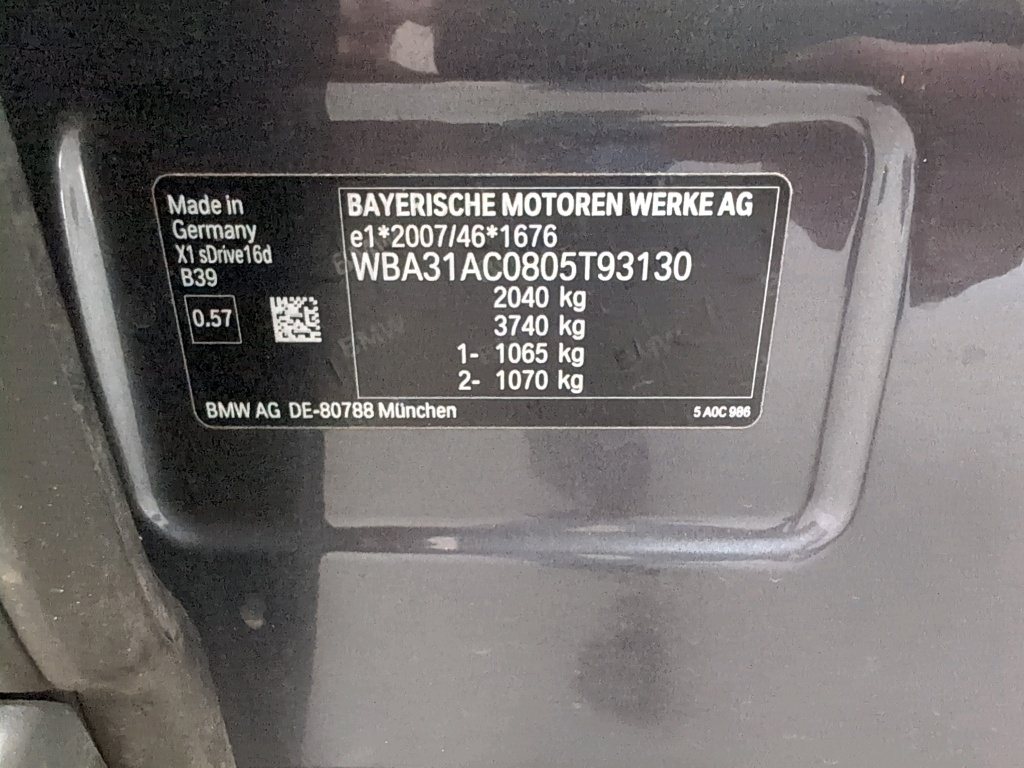 Made in
Germany
X1 sDrive16d
B39
0.57
BAYERISCHE MOTOREN WERKE AG
e1*2007/46*1676
WBA31AC0805T93130
2040 kg
3740 kg
1- 1065 kg
2- 1070 kg
BMW AG DE-80788 München
5 A0C 986